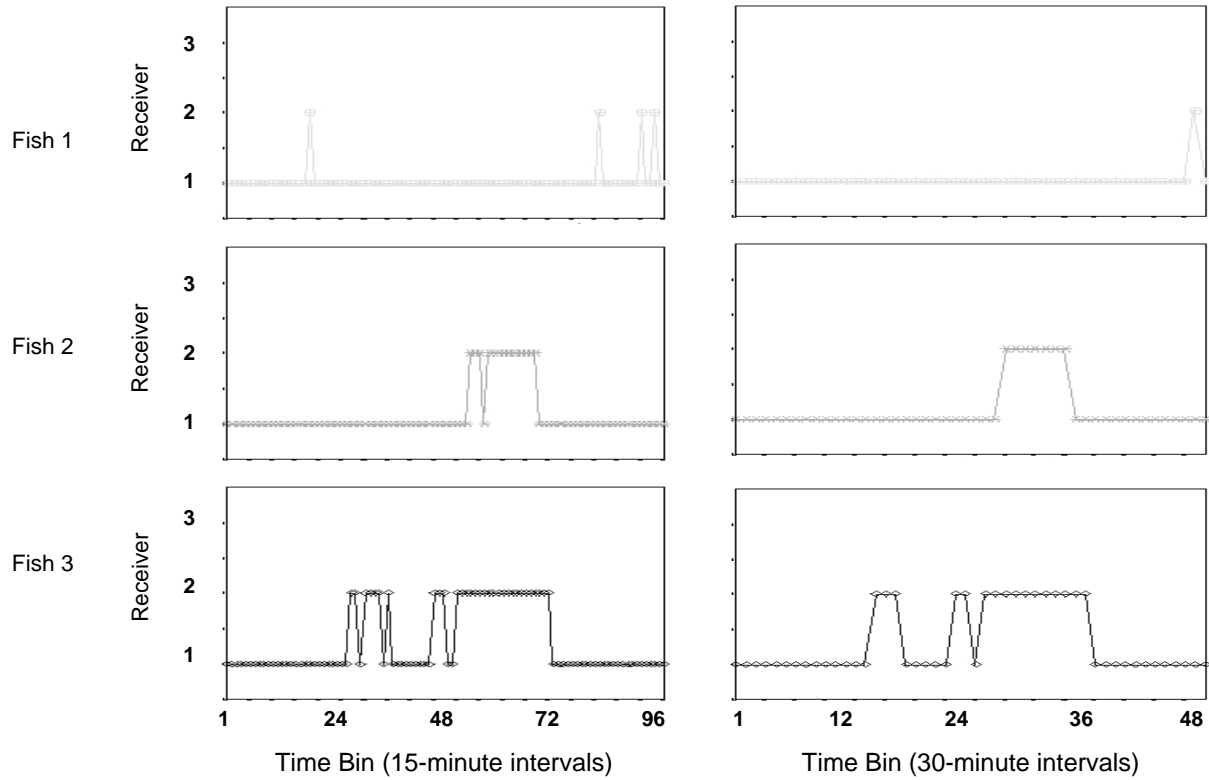 3
2
1
Receiver
Fish 1
3
2
1
Receiver
Fish 2
3
2
1
Receiver
Fish 3
1 24 48 72 96
1 12 24 36 48
Time Bin (15-minute intervals)
Time Bin (30-minute intervals)